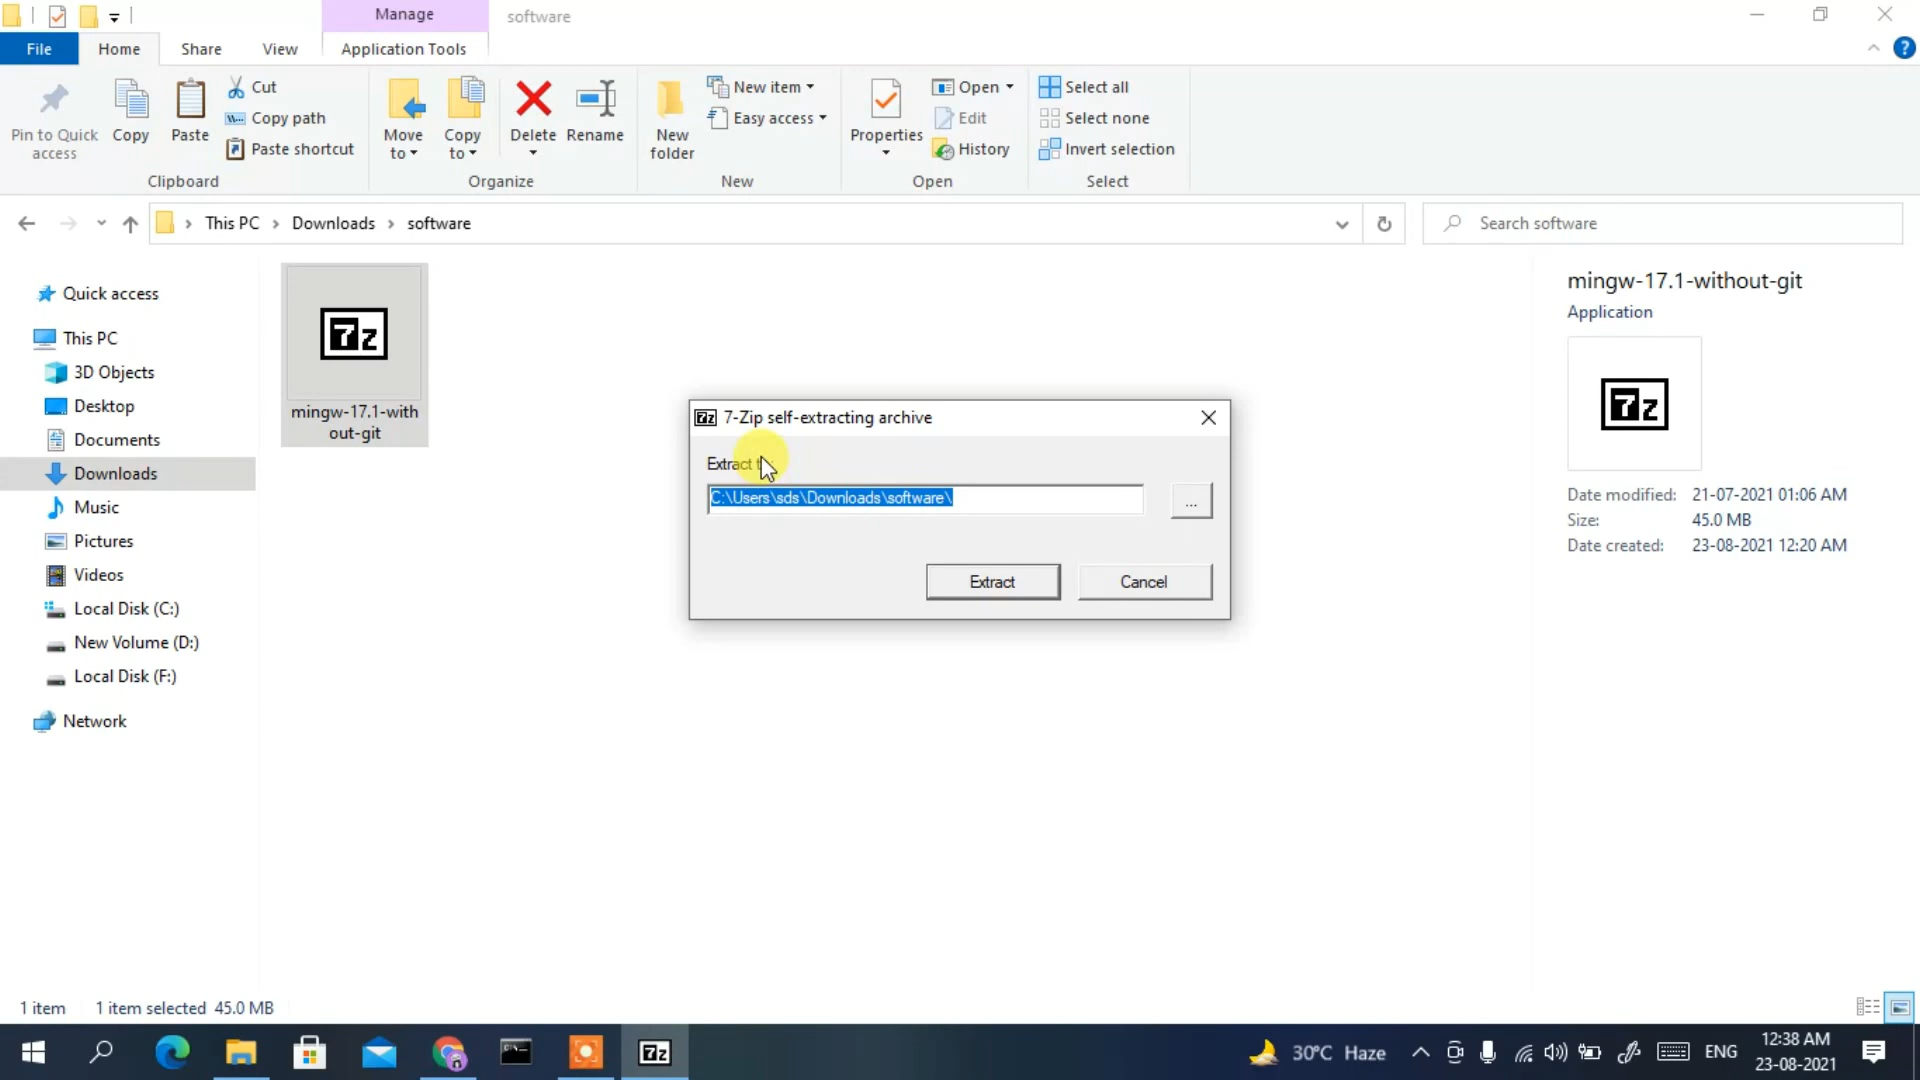 Manage
software
File
Home
Share
View
Application Tools
Pin to Quick
access
Copy
Paste
Cut
Copy path
Paste shortcut
Clipboard
Move
to
Copy
to
Delete
Rename
Organize
New
folder
New item
Easy access
New
Properties
Open
Edit
History
Open
Select all
Select none
Invert selection
Select
This PC
Downloads
software
Search software
Quick access
This PC
3D Objects
Desktop
Documents
Downloads
Music
Pictures
Videos
Local Disk (C:)
New Volume (D:)
Local Disk (F:)
Network
7z
mingw-17.1-with
out-git
7z 7-Zip self-extracting archive
Extract
C:\Users\sds\Downloads\software\
...
Extract
Cancel
mingw-17.1-without-git
Application
7z
Date modified: 21-07-2021 01:06 AM
Size: 45.0 MB
Date created: 23-08-2021 12:20 AM
1 item
1 item selected 45.0 MB
7z
30°C Haze
ENG
12:38 AM
23-08-2021